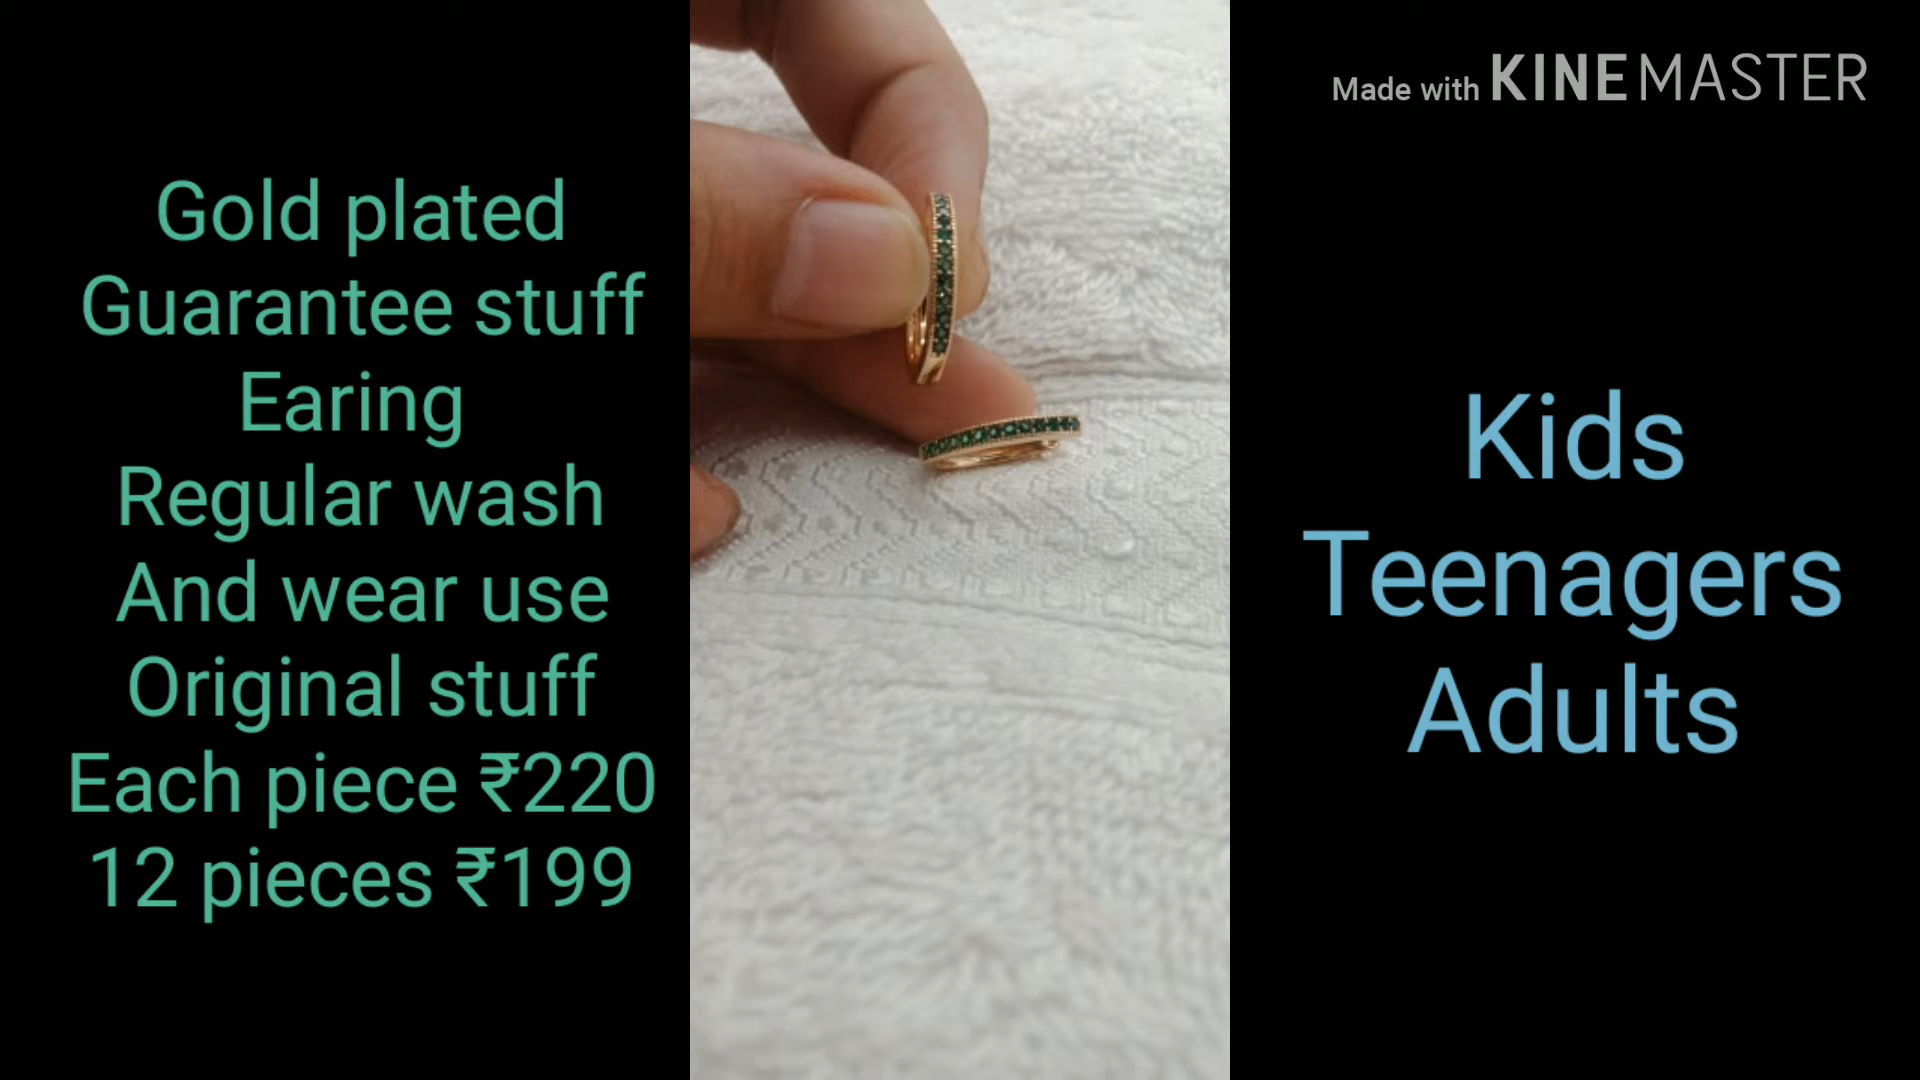 Made with KINEMASTER
Gold plated
Guarantee stuff
Earing
Regular wash
And wear use
Original stuff
Each piece ₹220
12 pieces ₹199
Kids
Teenagers
Adults